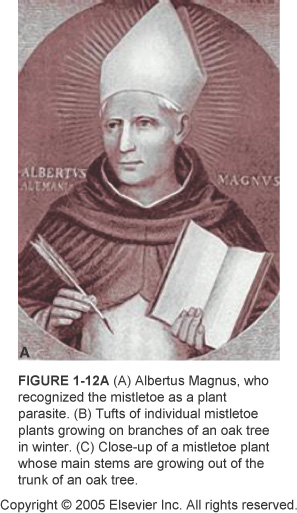 ALBERTVS
ALEMANI
MAGNVS
A
FIGURE 1-12A (A) Albertus Magnus, who
recognized the mistletoe as a plant
parasite. (B) Tufts of individual mistletoe
plants growing on branches of an oak tree
in winter. (C) Close-up of a mistletoe plant
whose main stems are growing out of the
trunk of an oak tree.
Copyright © 2005 Elsevier Inc. All rights reserved.